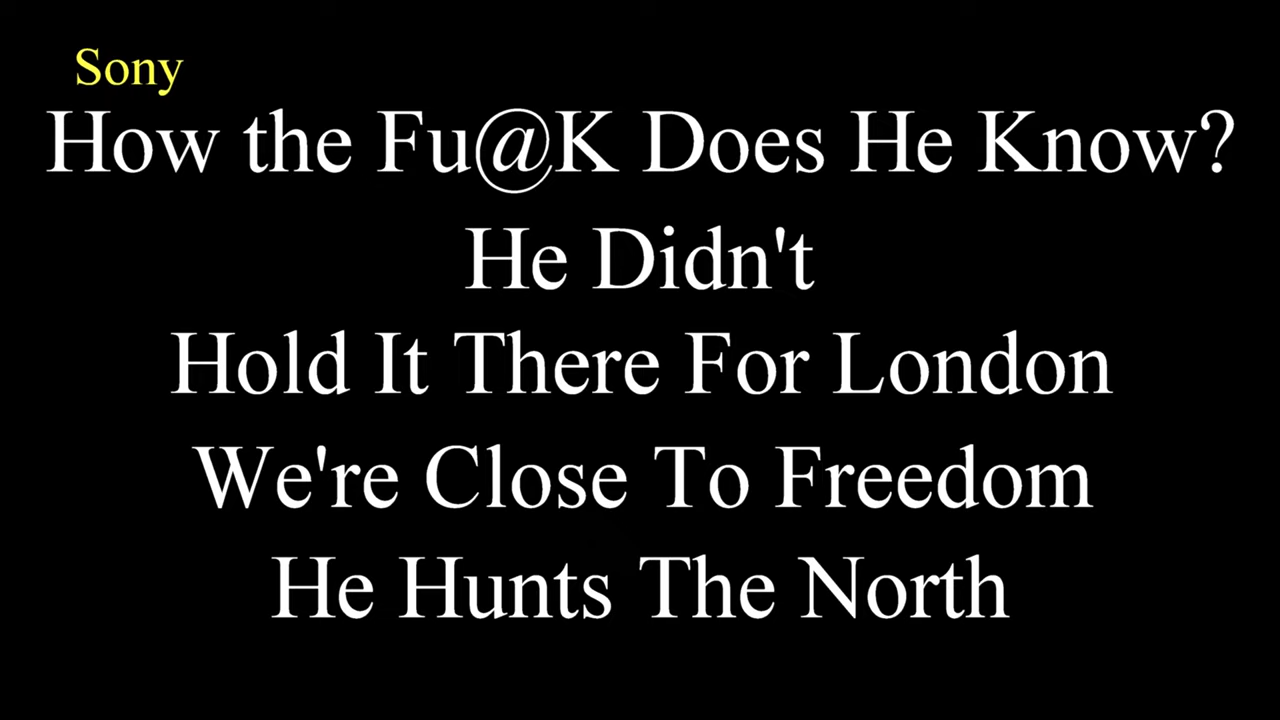 Sony
How the Fu@K Does He Know?
He Didn't
Hold It There For London
We're Close To Freedom
He Hunts The North